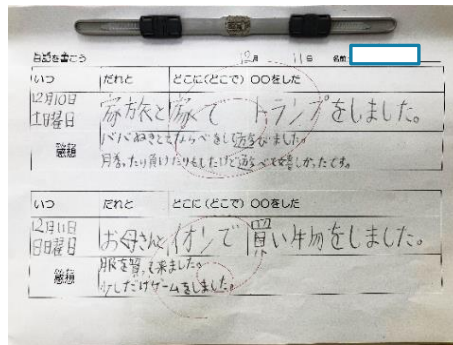 日記を書こう 12月 11日 名前
いつ だれと どこに(どこで) 〇〇をした
12月10日 土曜日 家族と家で トランプをしました。
感想 ババぬきと七ならべをして遊びました。
勝ったり負けたりもしたけど遊べて嬉しかったです。
いつ だれと どこに(どこで) 〇〇をした
12月11日 日曜日 お母さんとイオンで買い物をしました。
感想 服を買って来ました。
少しだけゲームをしました。